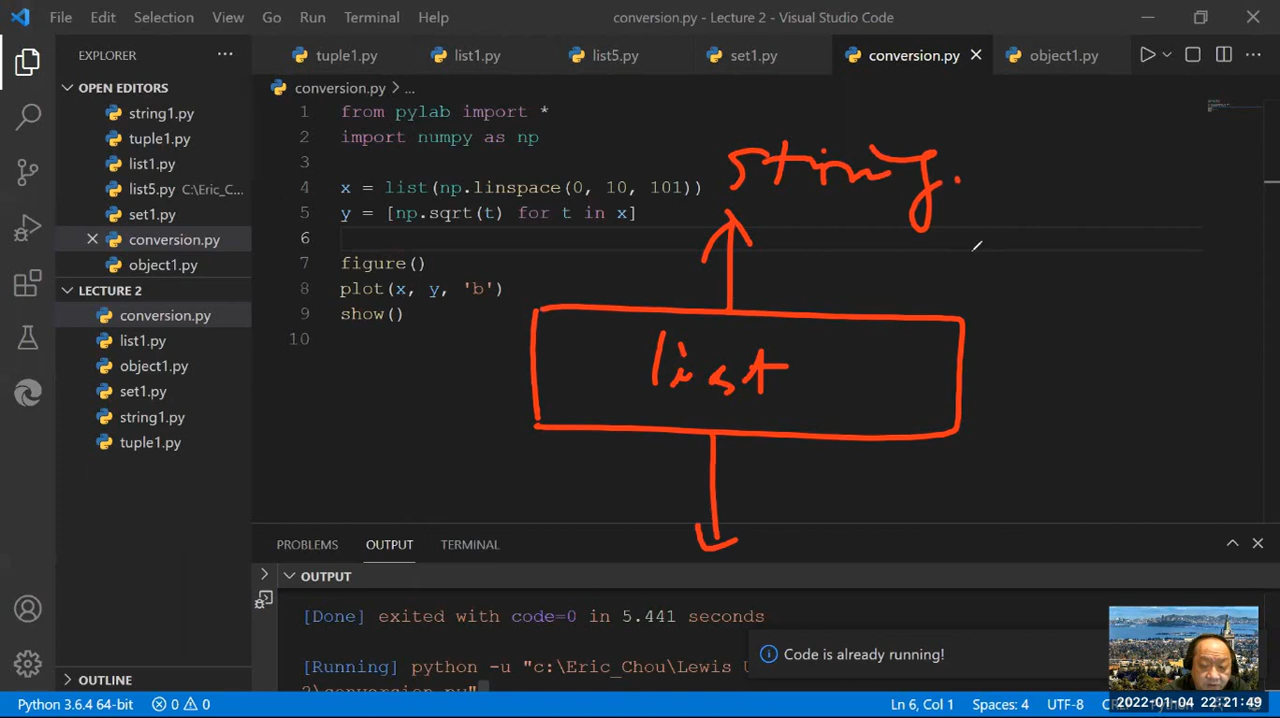 File Edit Selection View Go Run Terminal Help conversion.py - Lecture 2 - Visual Studio Code
EXPLORER
OPEN EDITORS
string1.py
tuple1.py
list1.py
list5.py C:\Eric_C...
set1.py
conversion.py
object1.py
LECTURE 2
conversion.py
list1.py
object1.py
set1.py
string1.py
tuple1.py
OUTLINE
tuple1.py list1.py list5.py set1.py conversion.py object1.py
conversion.py > ...
1 from pylab import *
2 import numpy as np
3
4 x = list(np.linspace(0, 10, 101))
5 y = [np.sqrt(t) for t in x]
6
7 figure()
8 plot(x, y, 'b')
9 show()
10
string.
list
PROBLEMS OUTPUT TERMINAL
OUTPUT
[Done] exited with code=0 in 5.441 seconds
[Running] python -u "c:\Eric_Chou\Lewis U
2\conversion.py"
Code is already running!
Python 3.6.4 64-bit 0 0 Ln 6, Col 1 Spaces: 4 UTF-8
2022-01-04 22:21:49